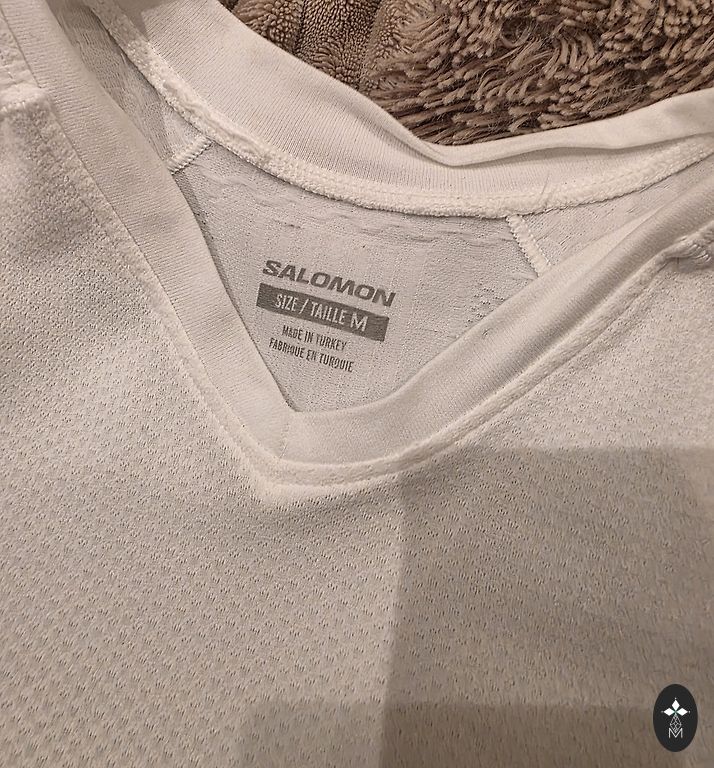 SALOMON
SIZE / TAILLE M
MADE IN TURKEY
FABRIQUE EN TURQUIE
M